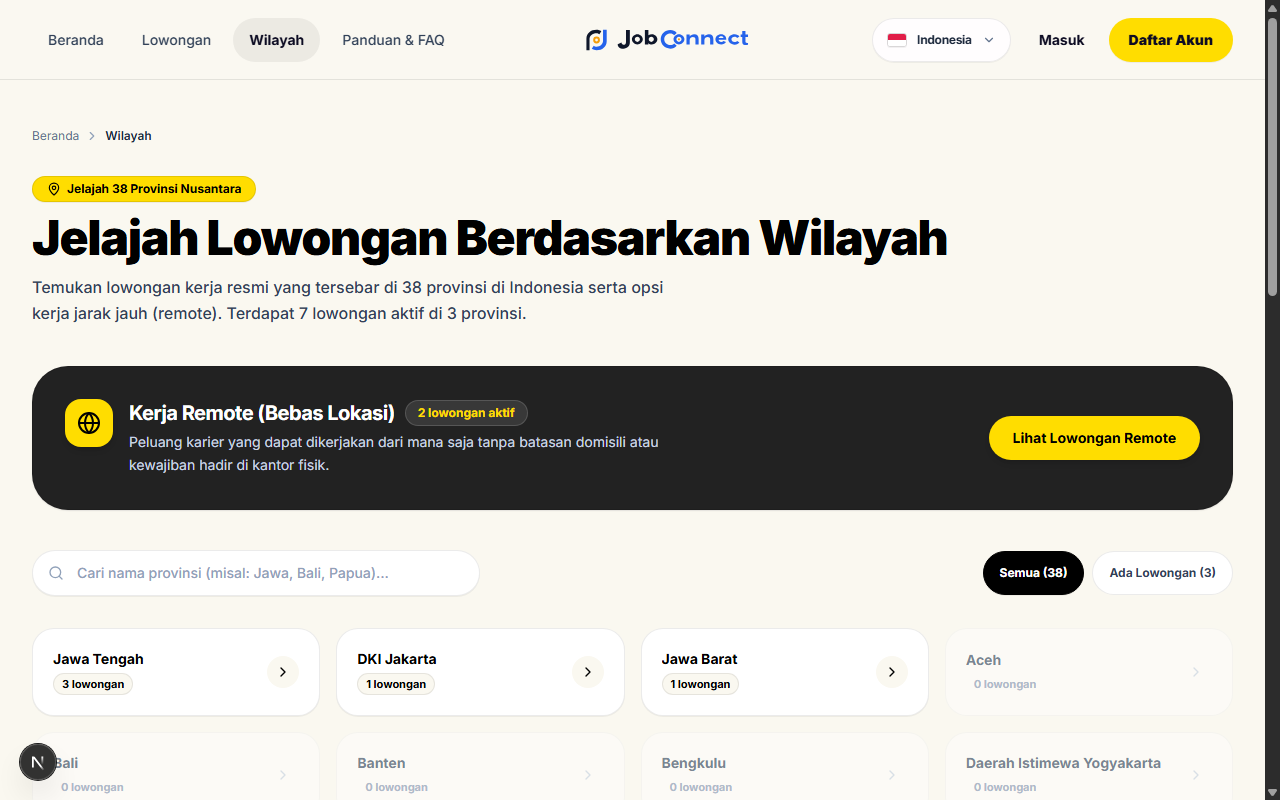 Beranda
Lowongan
Wilayah
Panduan & FAQ
JobConnect
Indonesia
Masuk
Daftar Akun
Beranda > Wilayah
Jelajah 38 Provinsi Nusantara
Jelajah Lowongan Berdasarkan Wilayah
Temukan lowongan kerja resmi yang tersebar di 38 provinsi di Indonesia serta opsi
kerja jarak jauh (remote). Terdapat 7 lowongan aktif di 3 provinsi.
Kerja Remote (Bebas Lokasi)
2 lowongan aktif
Peluang karier yang dapat dikerjakan dari mana saja tanpa batasan domisili atau
kewajiban hadir di kantor fisik.
Lihat Lowongan Remote
Cari nama provinsi (misal: Jawa, Bali, Papua)...
Semua (38)
Ada Lowongan (3)
Jawa Tengah
3 lowongan
DKI Jakarta
1 lowongan
Jawa Barat
1 lowongan
Aceh
0 lowongan
Bali
0 lowongan
Banten
0 lowongan
Bengkulu
0 lowongan
Daerah Istimewa Yogyakarta
0 lowongan
N